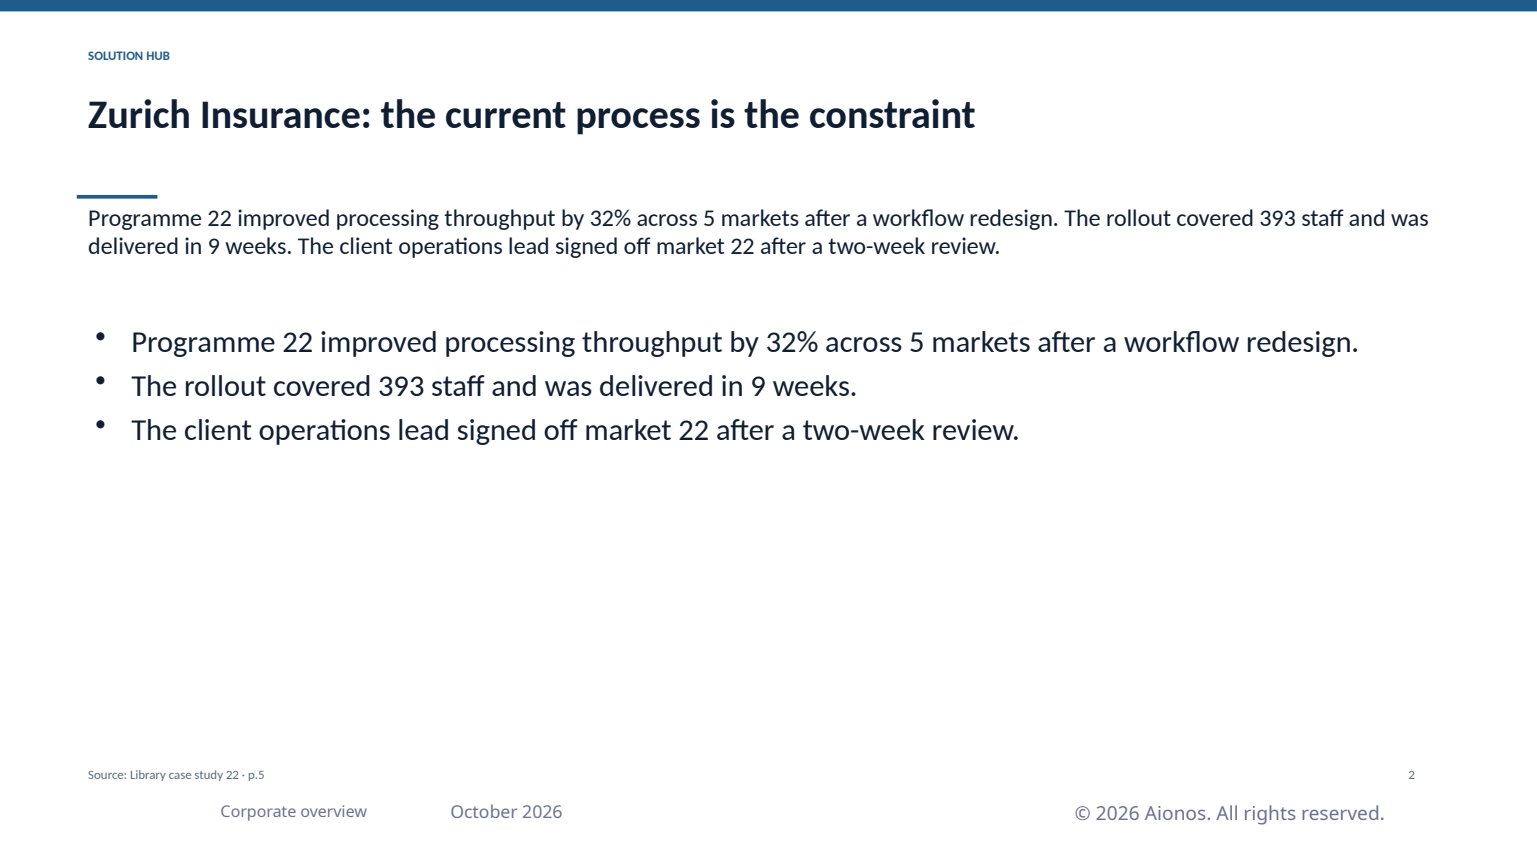 SOLUTION HUB
Zurich Insurance: the current process is the constraint
Programme 22 improved processing throughput by 32% across 5 markets after a workflow redesign. The rollout covered 393 staff and was
delivered in 9 weeks. The client operations lead signed off market 22 after a two-week review.
• Programme 22 improved processing throughput by 32% across 5 markets after a workflow redesign.
• The rollout covered 393 staff and was delivered in 9 weeks.
• The client operations lead signed off market 22 after a two-week review.
Source: Library case study 22 - p.5
2
Corporate overview
October 2026
© 2026 Aionos. All rights reserved.